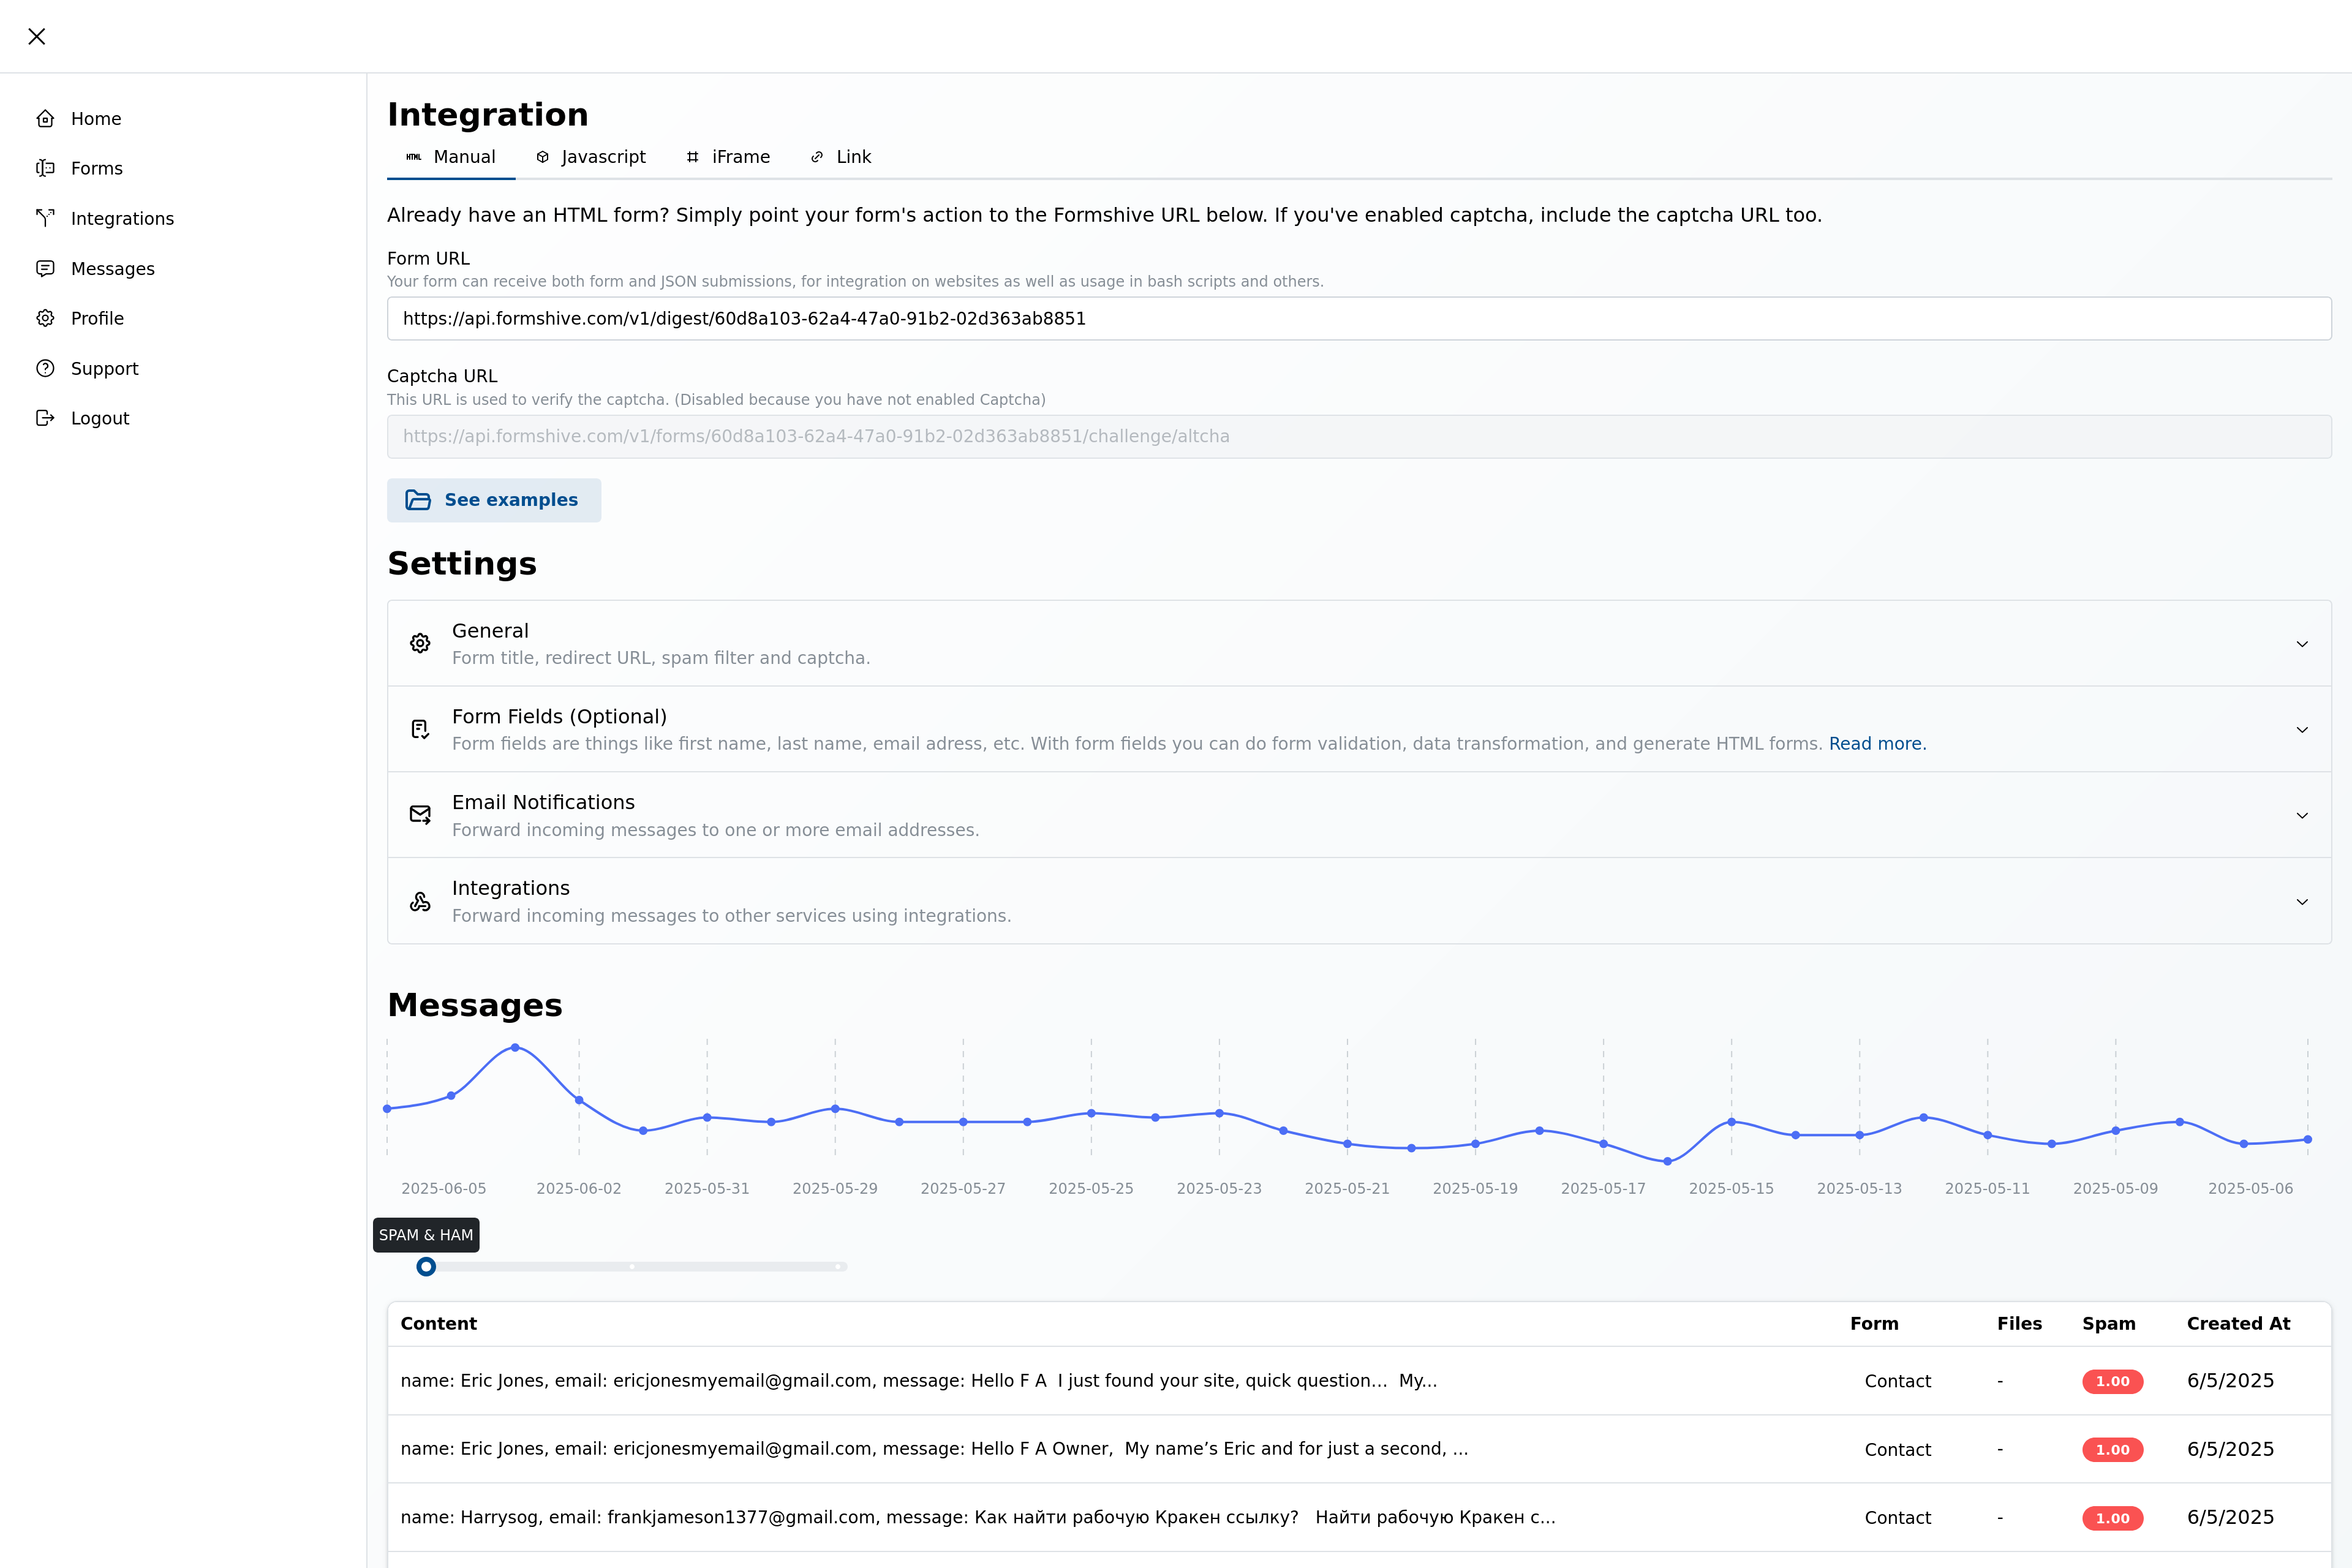 Home
Forms
Integrations
Messages
Profile
Support
Logout
Integration
HTML Manual Javascript iFrame Link
Already have an HTML form? Simply point your form's action to the Formshive URL below. If you've enabled captcha, include the captcha URL too.
Form URL
Your form can receive both form and JSON submissions, for integration on websites as well as usage in bash scripts and others.
https://api.formshive.com/v1/digest/60d8a103-62a4-47a0-91b2-02d363ab8851
Captcha URL
This URL is used to verify the captcha. (Disabled because you have not enabled Captcha)
https://api.formshive.com/v1/forms/60d8a103-62a4-47a0-91b2-02d363ab8851/challenge/altcha
See examples
Settings
General
Form title, redirect URL, spam filter and captcha.
Form Fields (Optional)
Form fields are things like first name, last name, email adress, etc. With form fields you can do form validation, data transformation, and generate HTML forms. Read more.
Email Notifications
Forward incoming messages to one or more email addresses.
Integrations
Forward incoming messages to other services using integrations.
Messages
2025-06-05 2025-06-02 2025-05-31 2025-05-29 2025-05-27 2025-05-25 2025-05-23 2025-05-21 2025-05-19 2025-05-17 2025-05-15 2025-05-13 2025-05-11 2025-05-09 2025-05-06
SPAM & HAM
Content Form Files Spam Created At
name: Eric Jones, email: ericjonesmyemail@gmail.com, message: Hello F A  I just found your site, quick question…  My... Contact - 1.00 6/5/2025
name: Eric Jones, email: ericjonesmyemail@gmail.com, message: Hello F A Owner,  My name’s Eric and for just a second, ... Contact - 1.00 6/5/2025
name: Harrysog, email: frankjameson1377@gmail.com, message: Как найти рабочую Кракен ссылку?   Найти рабочую Кракен с... Contact - 1.00 6/5/2025